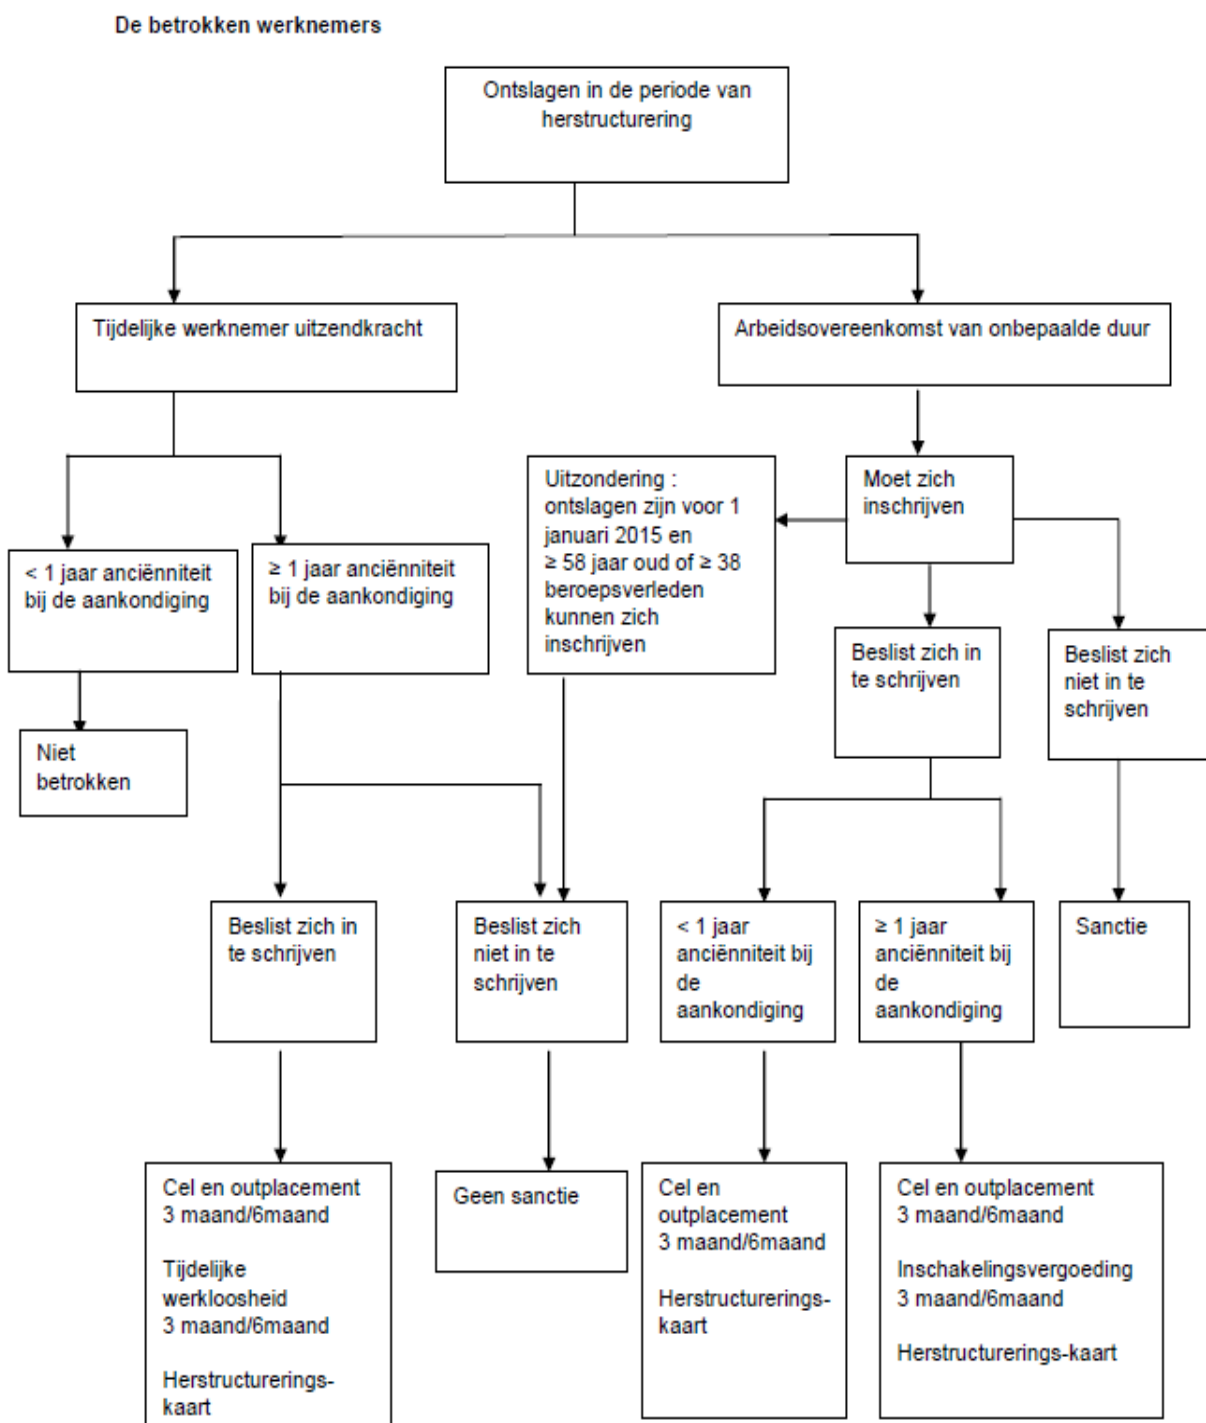 De betrokken werknemers
Ontslagen in de periode van
herstructurering
Tijdelijke werknemer uitzendkracht
Arbeidsovereenkomst van onbepaalde duur
< 1 jaar anciënniteit
bij de aankondiging
≥ 1 jaar anciënniteit
bij de aankondiging
Uitzondering :
ontslagen zijn voor 1
januari 2015 en
≥ 58 jaar oud of ≥ 38
beroepsverleden
kunnen zich
inschrijven
Moet zich
inschrijven
Beslist zich in
te schrijven
Beslist zich
niet in te
schrijven
Niet
betrokken
Beslist zich in
te schrijven
Beslist zich
niet in te
schrijven
< 1 jaar
anciënniteit bij
de
aankondiging
≥ 1 jaar
anciënniteit bij
de
aankondiging
Sanctie
Cel en outplacement
3 maand/6maand
Tijdelijke
werkloosheid
3 maand/6maand
Herstructurerings-
kaart
Geen sanctie
Cel en
outplacement
3 maand/6maand
Herstructurerings-
kaart
Cel en outplacement
3 maand/6maand
Inschakelingsvergoeding
3 maand/6maand
Herstructurerings-kaart